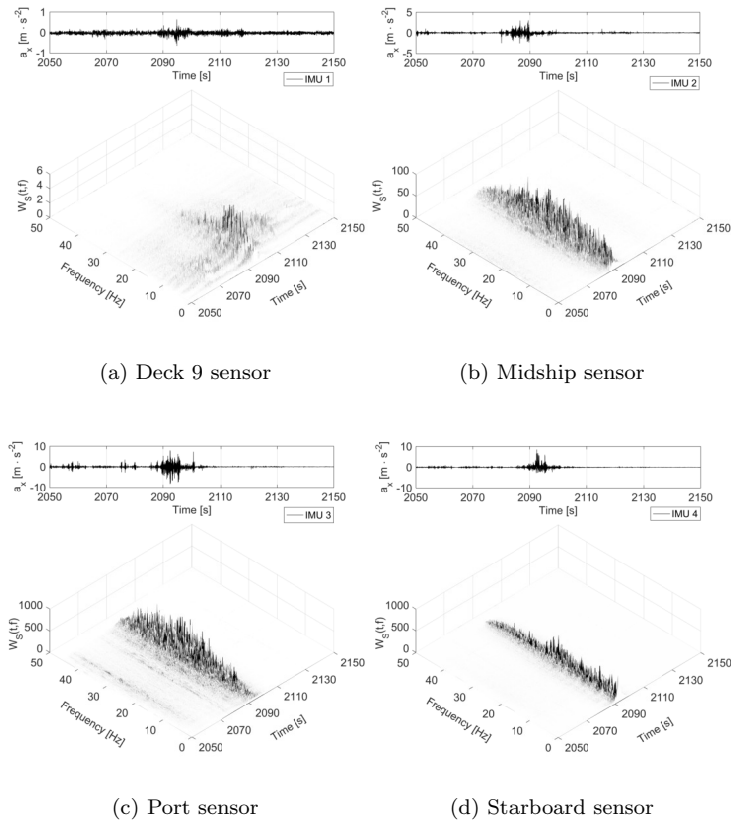 1
0
-1
a_x [m · s^-2]
2050 2070 2090 2110 2130 2150
Time [s]
IMU 1
6
4
2
0
W_S(t,f)
50 40 30 20 10 0
Frequency [Hz]
2050 2070 2090 2110 2130 2150
Time [s]
(a) Deck 9 sensor
5
0
-5
a_x [m · s^-2]
2050 2070 2090 2110 2130 2150
Time [s]
IMU 2
100
50
0
W_S(t,f)
50 40 30 20 10 0
Frequency [Hz]
2050 2070 2090 2110 2130 2150
Time [s]
(b) Midship sensor
10
0
-10
a_x [m · s^-2]
2050 2070 2090 2110 2130 2150
Time [s]
IMU 3
1000
500
0
W_S(t,f)
50 40 30 20 10 0
Frequency [Hz]
2050 2070 2090 2110 2130 2150
Time [s]
(c) Port sensor
10
0
-10
a_x [m · s^-2]
2050 2070 2090 2110 2130 2150
Time [s]
IMU 4
1000
500
0
W_S(t,f)
50 40 30 20 10 0
Frequency [Hz]
2050 2070 2090 2110 2130 2150
Time [s]
(d) Starboard sensor